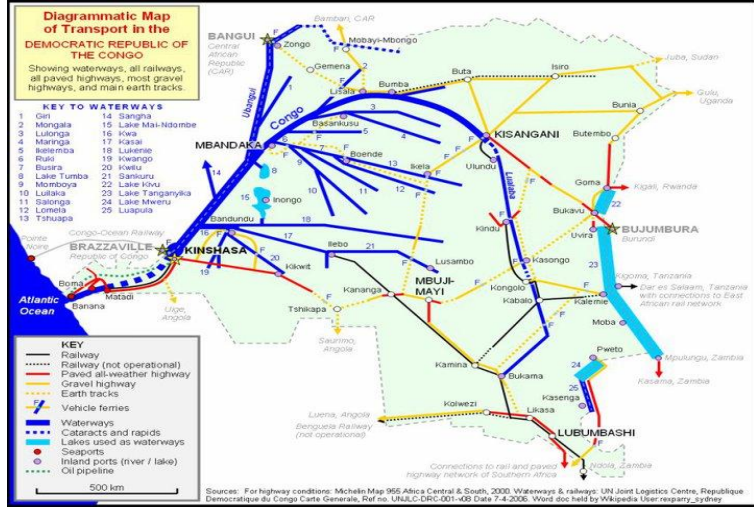 Diagrammatic Map
of Transport in the
DEMOCRATIC REPUBLIC OF
THE CONGO
Showing waterways, all railways,
all paved highways, most gravel
highways, and main earth tracks.
KEY TO WATERWAYS
1 Giri 14 Sangha
2 Mongala 15 Lake Mai-Ndombe
3 Lulonga 16 Kwa
4 Maringa 17 Kasai
5 Ikelemba 18 Lukenie
6 Ruki 19 Kwango
7 Busira 20 Kwilu
8 Lake Tumba 21 Sankuru
9 Momboya 22 Lake Kivu
10 Luilaka 23 Lake Tanganyika
11 Salonga 24 Lake Mweru
12 Lomela 25 Luapula
13 Tshuapa
Bambari, CAR
BANGUI
Central
African
Republic
(CAR)
Zongo
Mobayi-Mbongo
Gemena
Lisala
Bumba
Buta
Isiro
Juba, Sudan
Gulu,
Uganda
Bunia
Butembo
Ubangui
Congo
Basankusu
MBANDAKA
KISANGANI
Boende
Ikela
Ulundu
Lualaba
Goma
Kigali, Rwanda
Bukavu
BUJUMBURA
Burundi
Uvira
Inongo
Bandundu
Kindu
Congo-Ocean Railway
Pointe
Noire
BRAZZAVILLE
Republic of Congo
KINSHASA
Ilebo
Lusambo
Kasongo
Kigoma, Tanzania
Dar es Salaam, Tanzania
with connections to East
African rail network
Kikwit
Kananga
MBUJI-
MAYI
Kongolo
Kabalo
Kalemie
Boma
Matadi
Banana
Atlantic
Ocean
Uige,
Angola
Tshikapa
Saurimo,
Angola
Moba
Pweto
Mpulungu, Zambia
Kasama, Zambia
Kamina
Bukama
Kasenga
Kolwezi
Likasa
Luena, Angola
Benguela Railway
(not operational)
LUBUMBASHI
Ndola, Zambia
Connections to rail and paved
highway network of Southern Africa
KEY
Railway
Railway (not operational)
Paved all-weather highway
Gravel highway
Earth tracks
F Vehicle ferries
Waterways
Cataracts and rapids
Lakes used as waterways
Seaports
Inland ports (river / lake)
Oil pipeline
500 km
Sources: For highway conditions: Michelin Map 955 Africa Central & South, 2000. Waterways & railways: UN Joint Logistics Centre, Republique
Democratique du Congo Carte Generale, Ref no. UNJLC-DRC-001-v08 Date 7-4-2006. Word doc held by Wikipedia User:rexparry_sydney